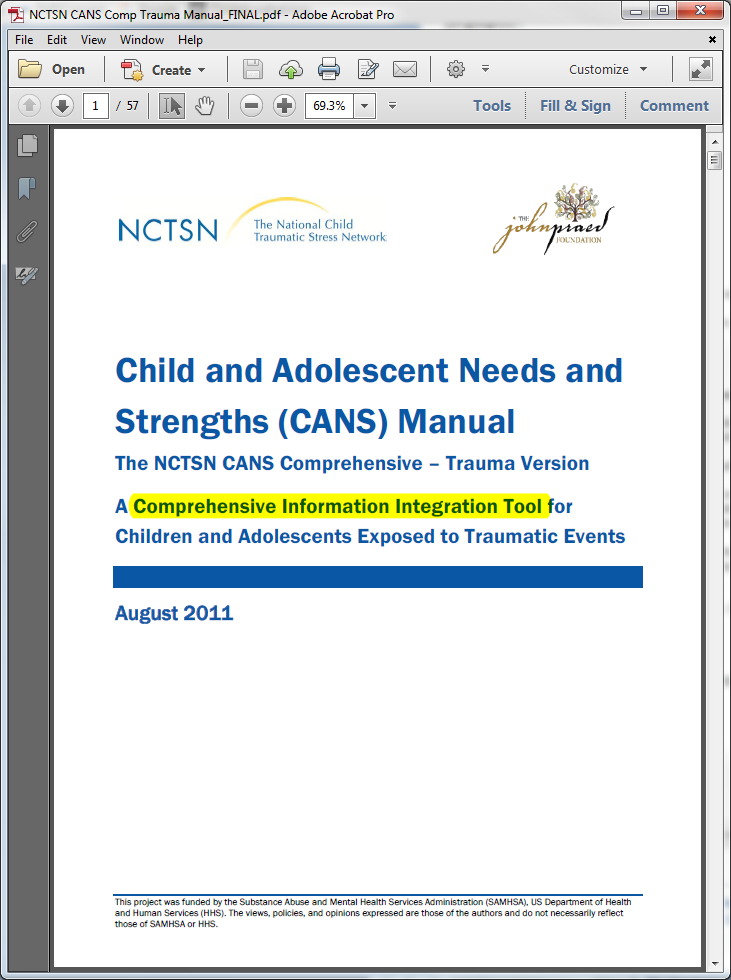 NCTSN CANS Comp Trauma Manual_FINAL.pdf - Adobe Acrobat Pro
File Edit View Window Help
Open Create Customize
1 / 57 69.3% Tools Fill & Sign Comment
NCTSN The National Child
Traumatic Stress Network
THE
johnpraed
FOUNDATION
Child and Adolescent Needs and
Strengths (CANS) Manual
The NCTSN CANS Comprehensive – Trauma Version
A Comprehensive Information Integration Tool for
Children and Adolescents Exposed to Traumatic Events
August 2011
This project was funded by the Substance Abuse and Mental Health Services Administration (SAMHSA), US Department of Health
and Human Services (HHS). The views, policies, and opinions expressed are those of the authors and do not necessarily reflect
those of SAMHSA or HHS.